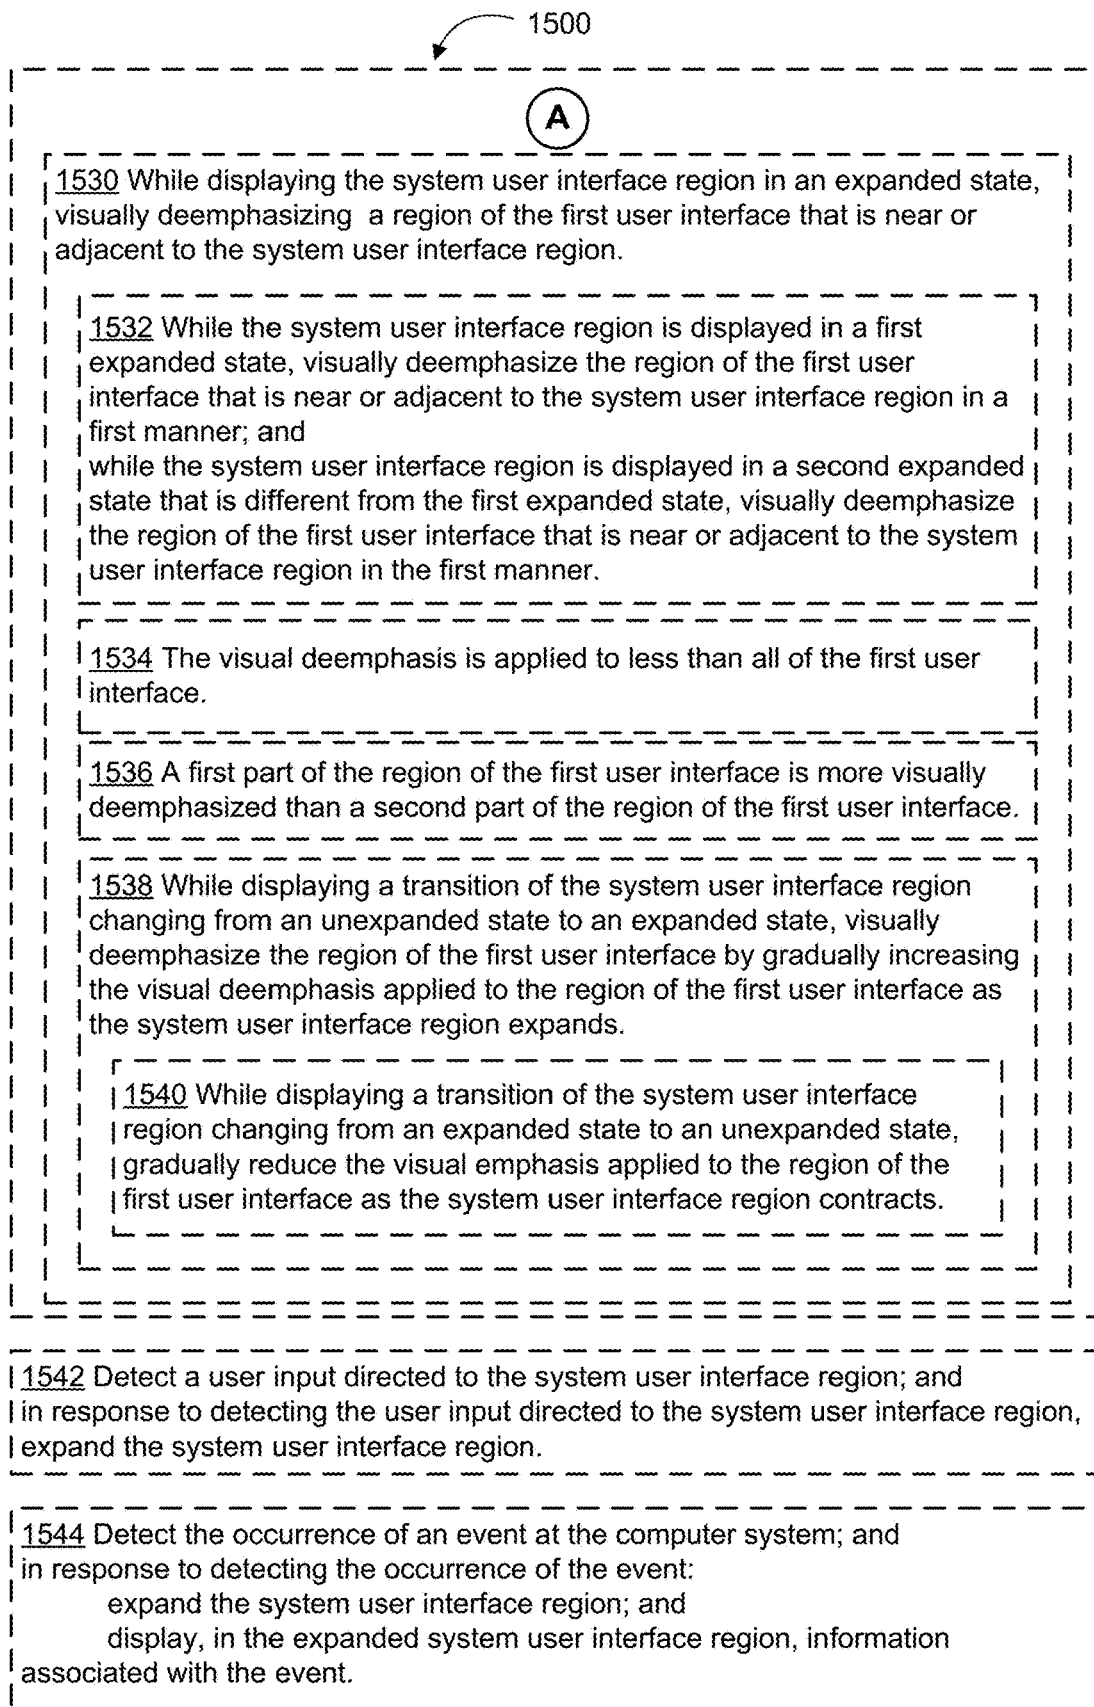 1500
A
1530 While displaying the system user interface region in an expanded state,
visually deemphasizing a region of the first user interface that is near or
adjacent to the system user interface region.
1532 While the system user interface region is displayed in a first
expanded state, visually deemphasize the region of the first user
interface that is near or adjacent to the system user interface region in a
first manner; and
while the system user interface region is displayed in a second expanded
state that is different from the first expanded state, visually deemphasize
the region of the first user interface that is near or adjacent to the system
user interface region in the first manner.
1534 The visual deemphasis is applied to less than all of the first user
interface.
1536 A first part of the region of the first user interface is more visually
deemphasized than a second part of the region of the first user interface.
1538 While displaying a transition of the system user interface region
changing from an unexpanded state to an expanded state, visually
deemphasize the region of the first user interface by gradually increasing
the visual deemphasis applied to the region of the first user interface as
the system user interface region expands.
1540 While displaying a transition of the system user interface
region changing from an expanded state to an unexpanded state,
gradually reduce the visual emphasis applied to the region of the
first user interface as the system user interface region contracts.
1542 Detect a user input directed to the system user interface region; and
in response to detecting the user input directed to the system user interface region,
expand the system user interface region.
1544 Detect the occurrence of an event at the computer system; and
in response to detecting the occurrence of the event:
expand the system user interface region; and
display, in the expanded system user interface region, information
associated with the event.